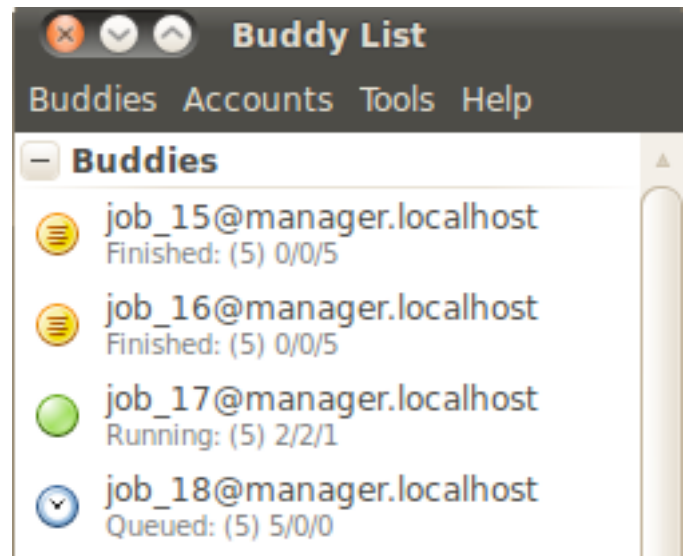 Buddy List
Buddies Accounts Tools Help
Buddies
job_15@manager.localhost
Finished: (5) 0/0/5
job_16@manager.localhost
Finished: (5) 0/0/5
job_17@manager.localhost
Running: (5) 2/2/1
job_18@manager.localhost
Queued: (5) 5/0/0